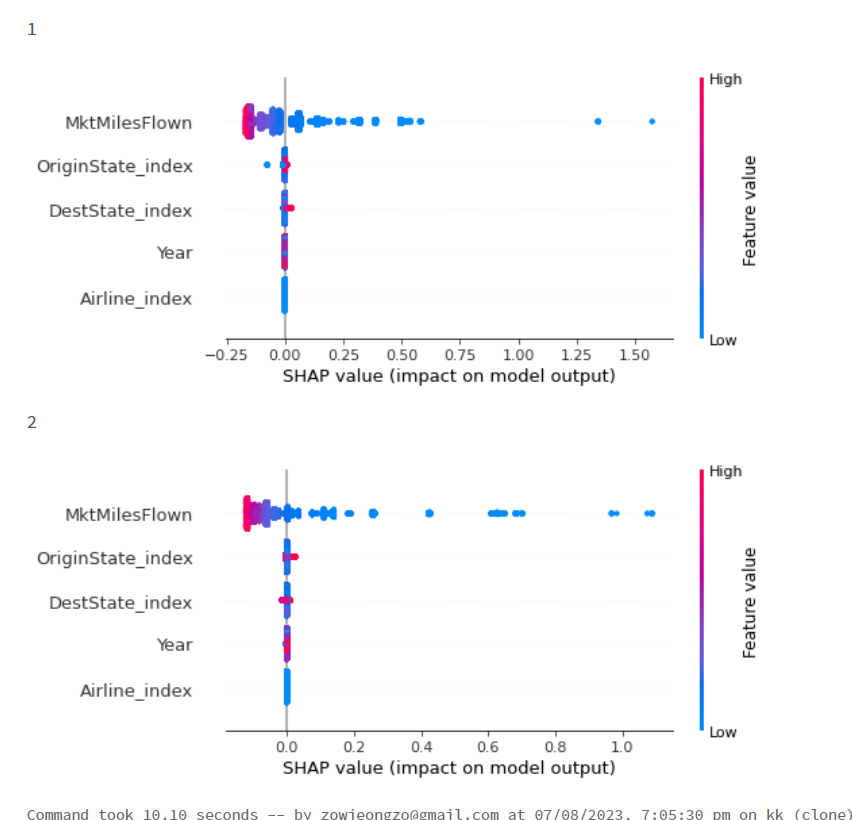 1
High
MktMilesFlown
OriginState_index
DestState_index
Year
Airline_index
Feature value
Low
−0.25 0.00 0.25 0.50 0.75 1.00 1.25 1.50
SHAP value (impact on model output)
2
High
MktMilesFlown
OriginState_index
DestState_index
Year
Airline_index
Feature value
Low
0.0 0.2 0.4 0.6 0.8 1.0
SHAP value (impact on model output)
Command took 10.10 seconds -- by zowjeongzo@gmail.com at 07/08/2023, 7:05:30 pm on kk (clone)